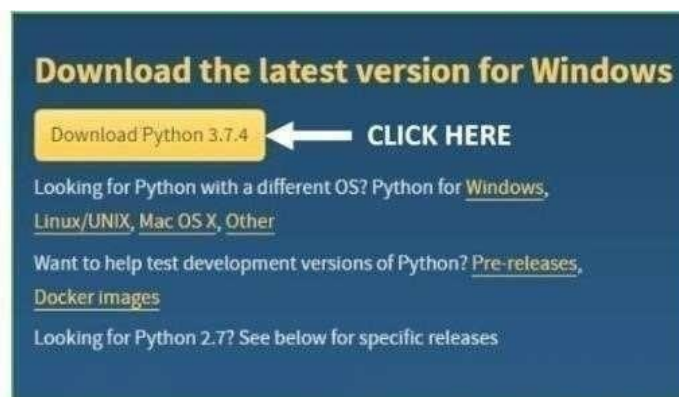 Download the latest version for Windows
Download Python 3.7.4
CLICK HERE
Looking for Python with a different OS? Python for Windows,
Linux/UNIX, Mac OS X, Other
Want to help test development versions of Python? Pre-releases,
Docker images
Looking for Python 2.7? See below for specific releases